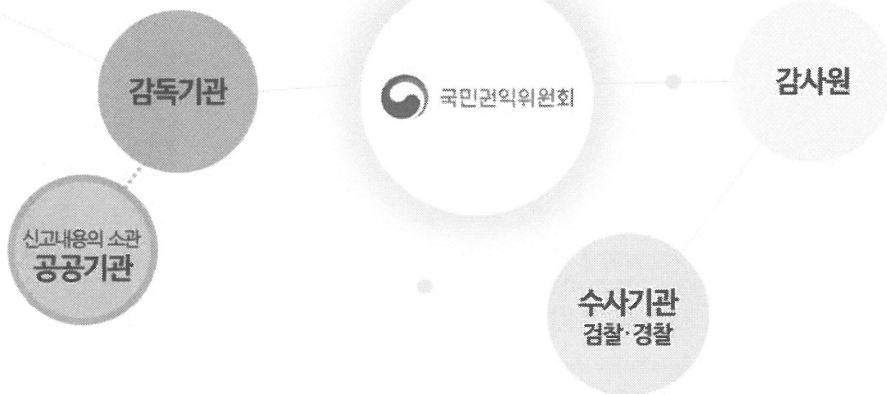 감독기관
국민권익위원회
감사원
신고내용의 소관
공공기관
수사기관
검찰·경찰